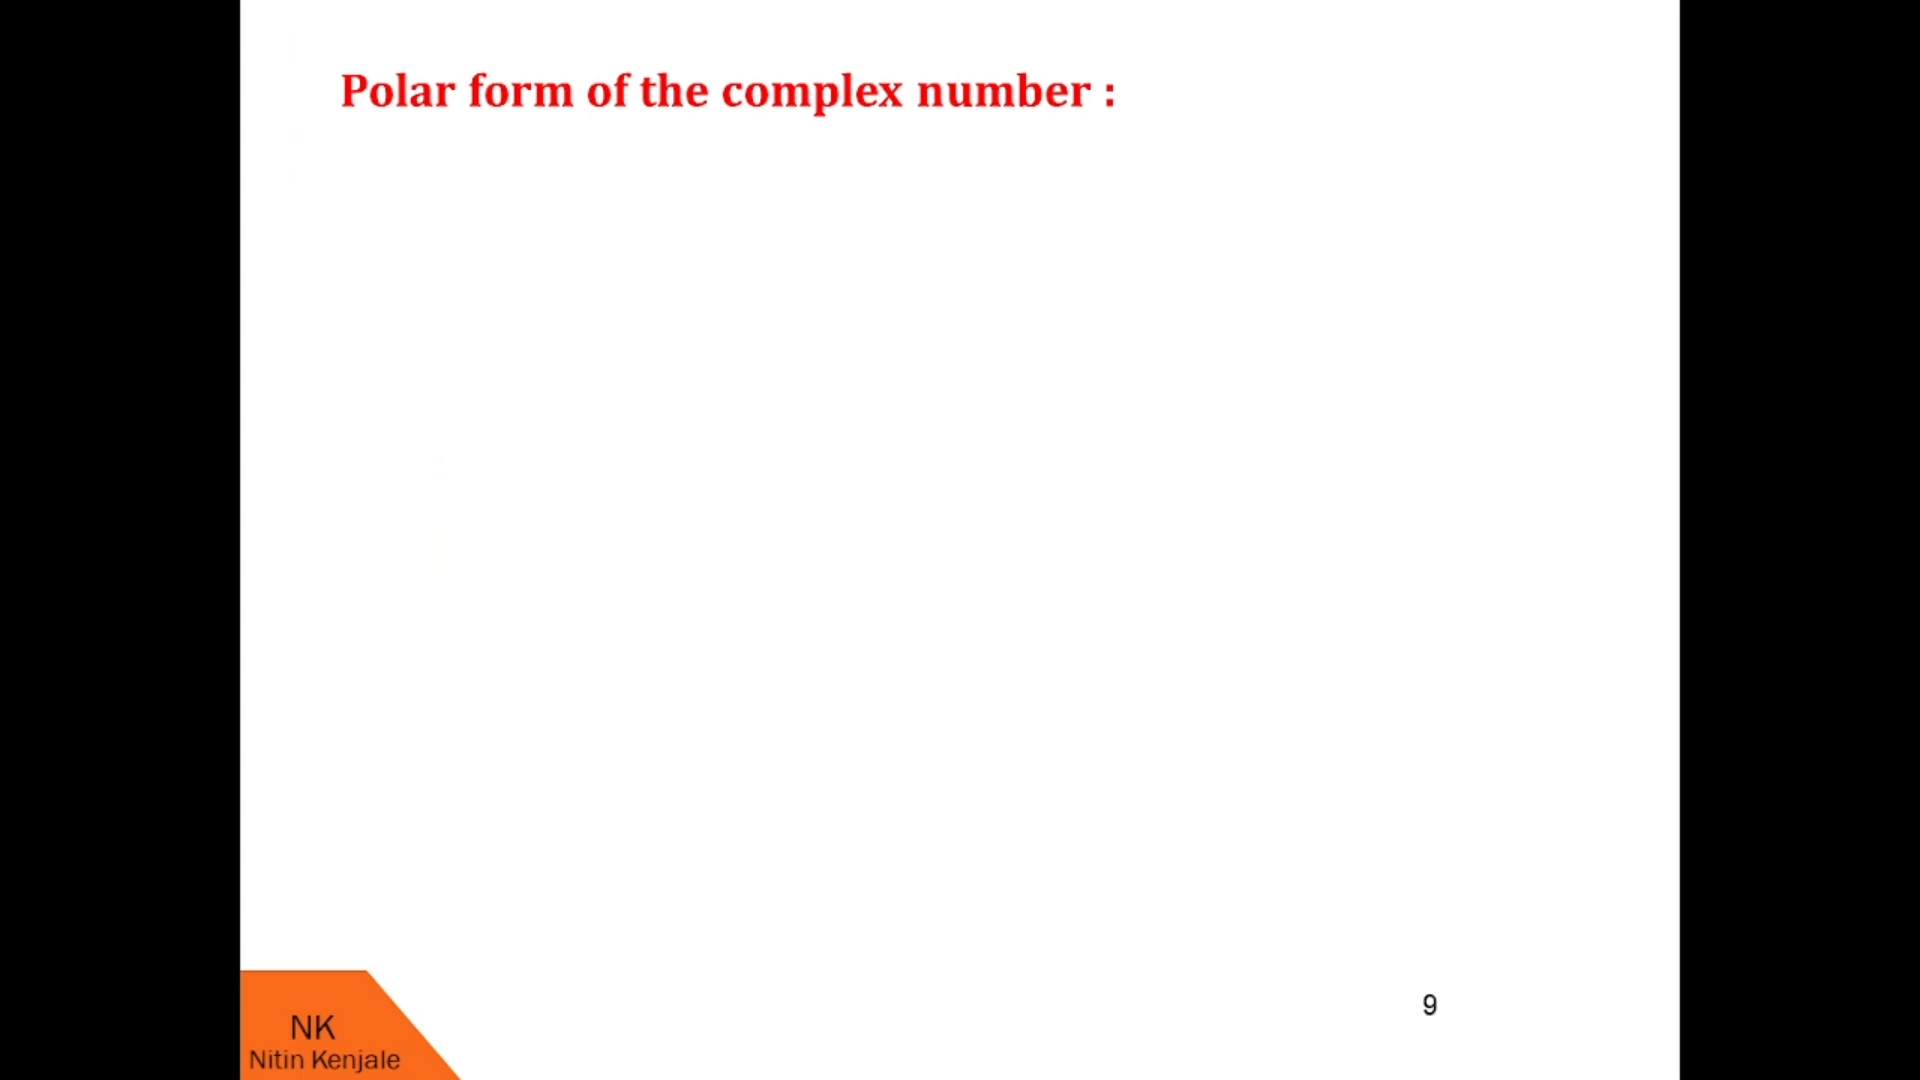 Polar form of the complex number :
9
NK
Nitin Kenjale